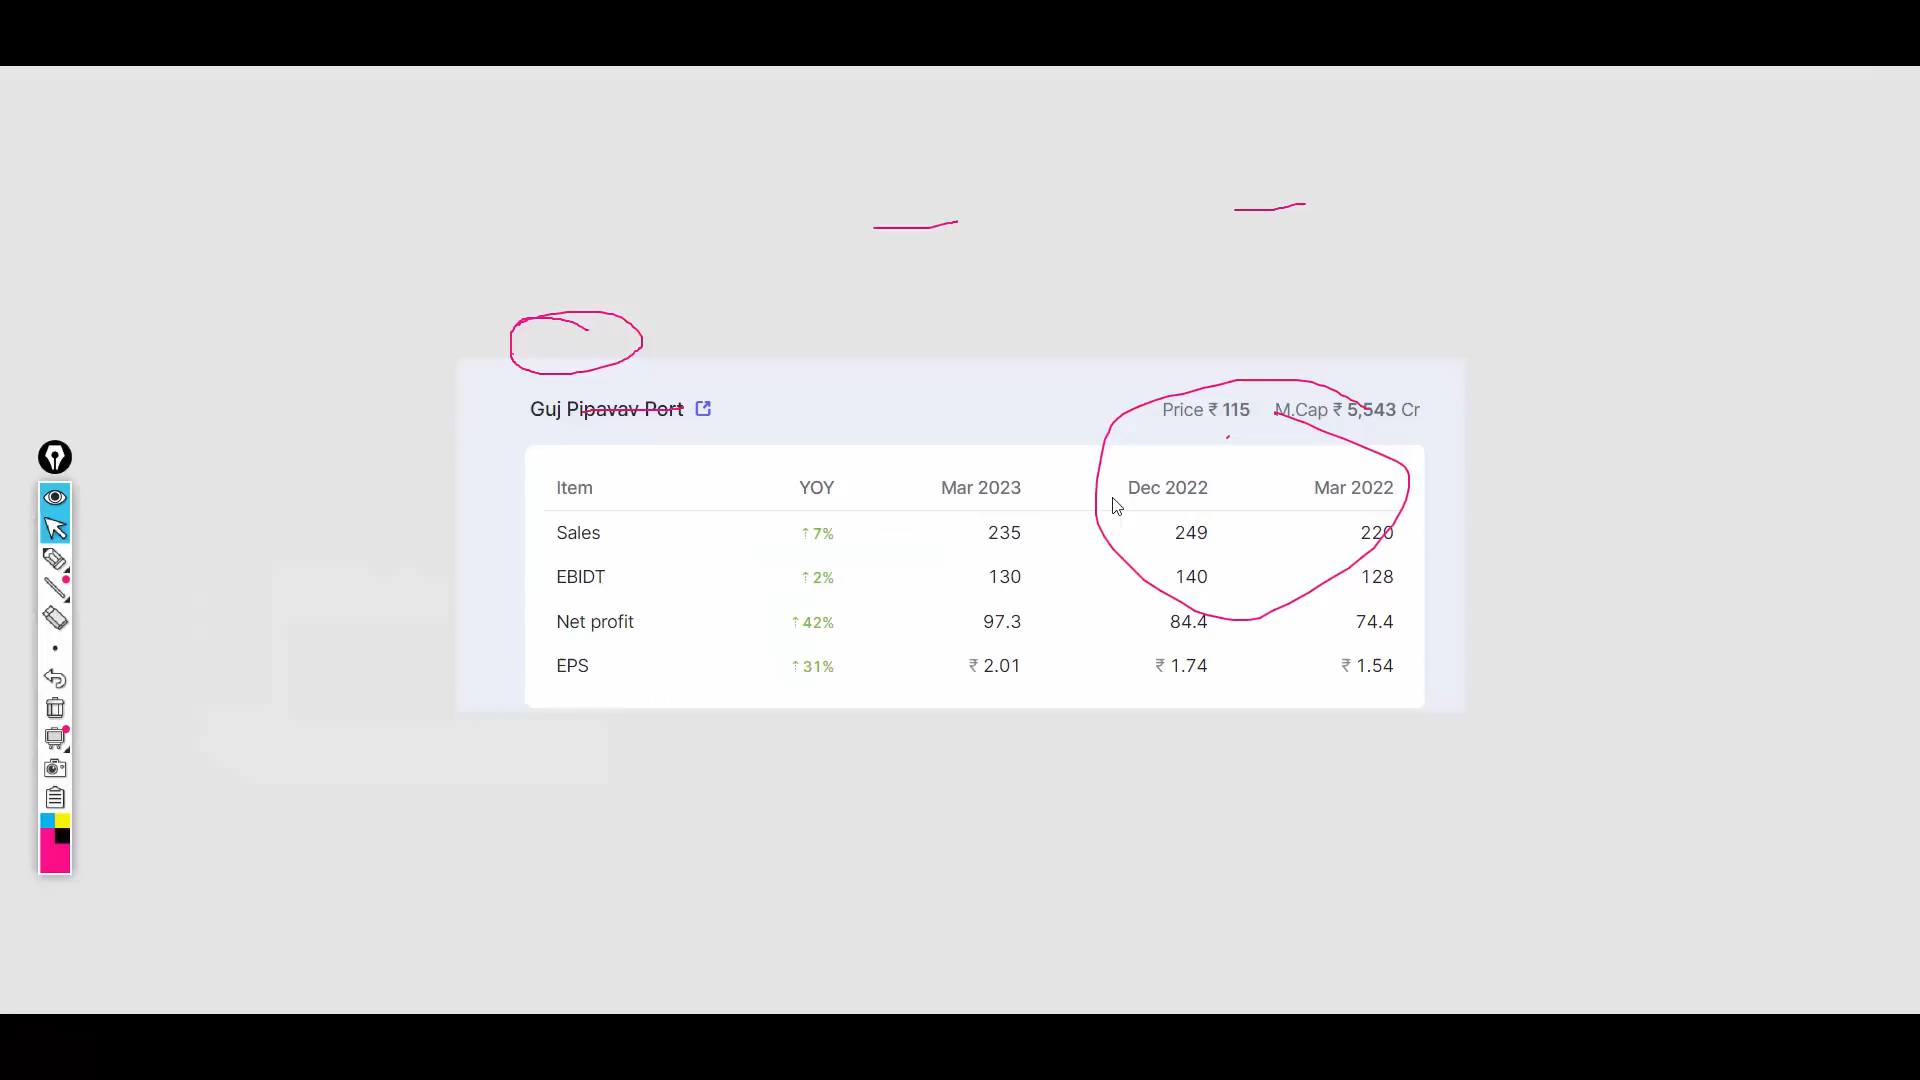 Guj Pipavav Port Price ₹ 115 M.Cap ₹ 5,543 Cr
Item YOY Mar 2023 Dec 2022 Mar 2022
Sales ⇡7% 235 249 220
EBIDT ⇡2% 130 140 128
Net profit ⇡42% 97.3 84.4 74.4
EPS ⇡31% ₹ 2.01 ₹ 1.74 ₹ 1.54